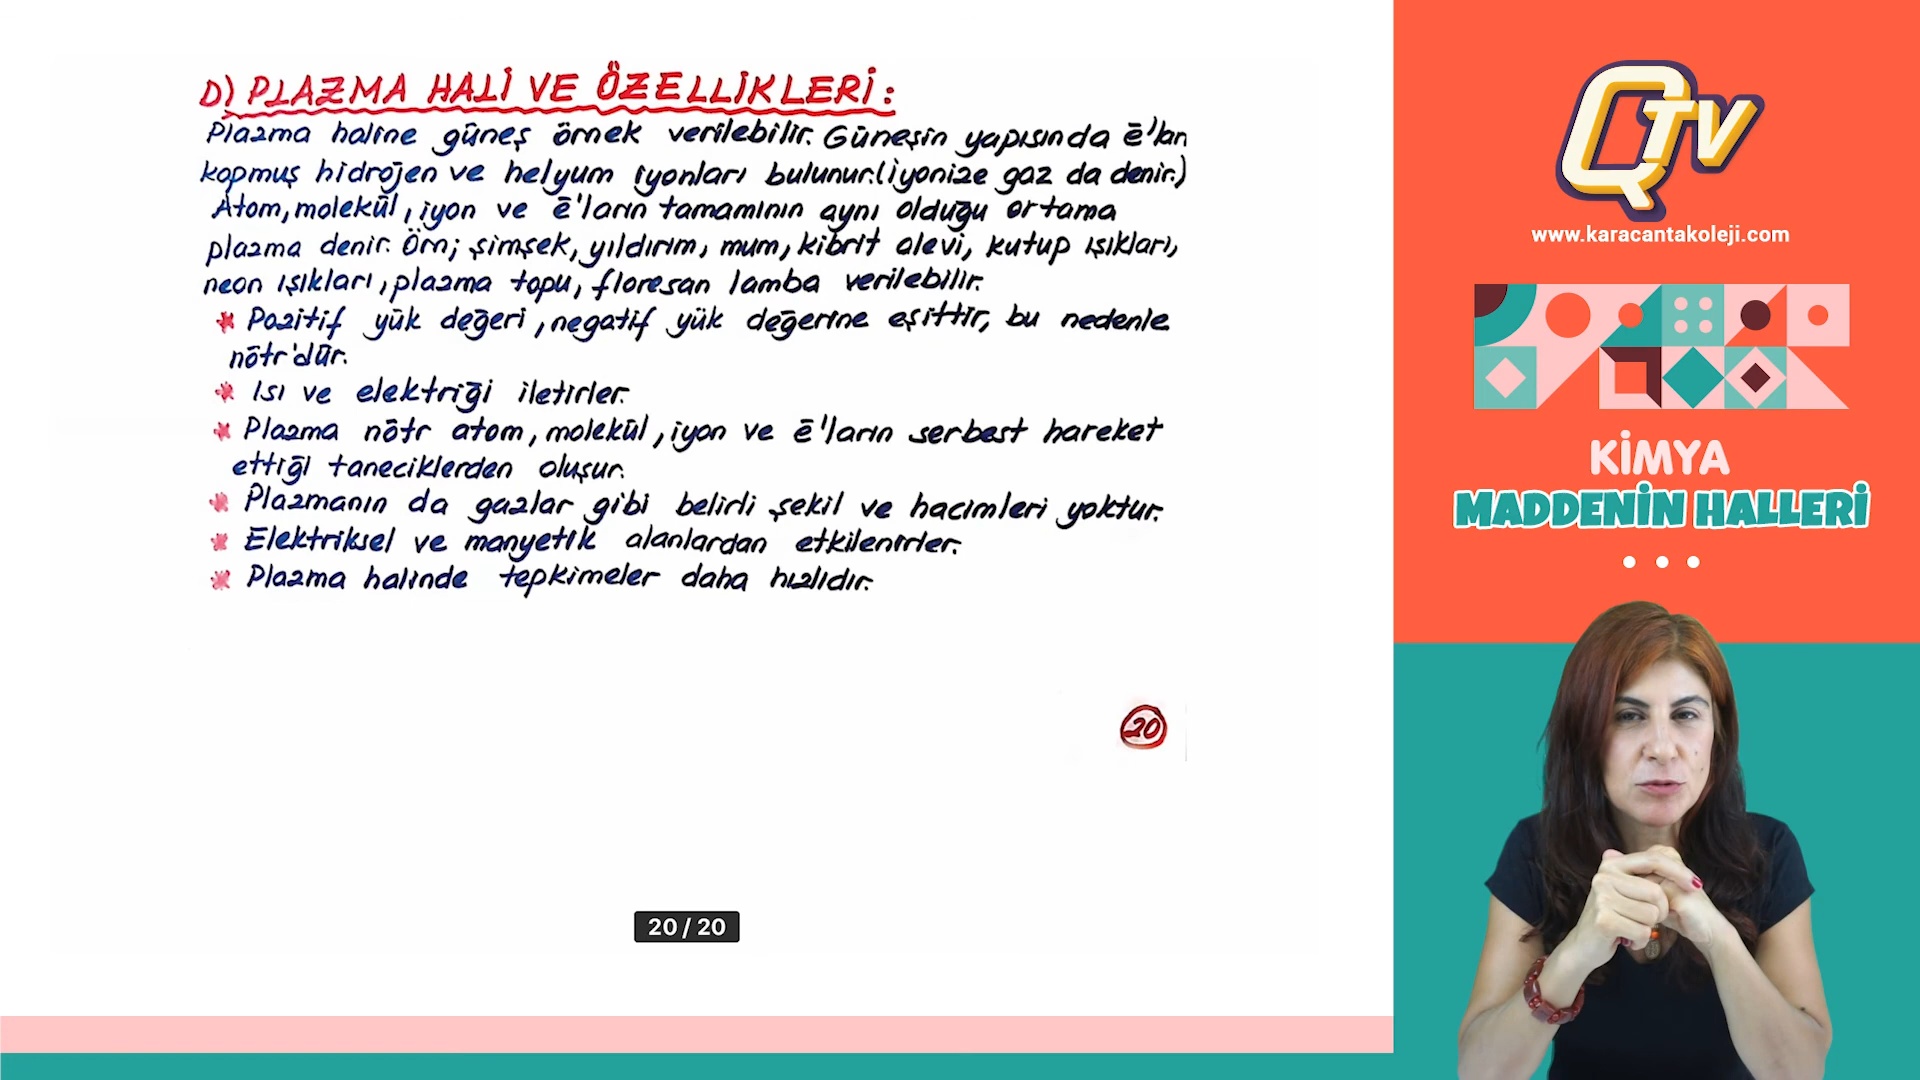 D) PLAZMA HALİ VE ÖZELLİKLERİ:
Plazma haline güneş örnek verilebilir. Güneşin yapısında ē'ları
kopmuş hidrojen ve helyum iyonları bulunur.(iyonize gaz da denir.)
Atom, molekül, iyon ve ē'ların tamamının aynı olduğu ortama
plazma denir. Örn; şimşek, yıldırım, mum, kibrit alevi, kutup ışıkları,
neon ışıkları, plazma topu, floresan lamba verilebilir.
* Pozitif yük değeri, negatif yük değerine eşittir, bu nedenle
nötr'dür.
* Isı ve elektriği iletirler.
* Plazma nötr atom, molekül, iyon ve ē'ların serbest hareket
ettiği taneciklerden oluşur.
* Plazmanın da gazlar gibi belirli şekil ve hacimleri yoktur.
* Elektriksel ve manyetik alanlardan etkilenirler.
* Plazma halinde tepkimeler daha hızlıdır.
20
20 / 20
QTV
www.karacantakoleji.com
KİMYA
MADDENİN HALLERİ